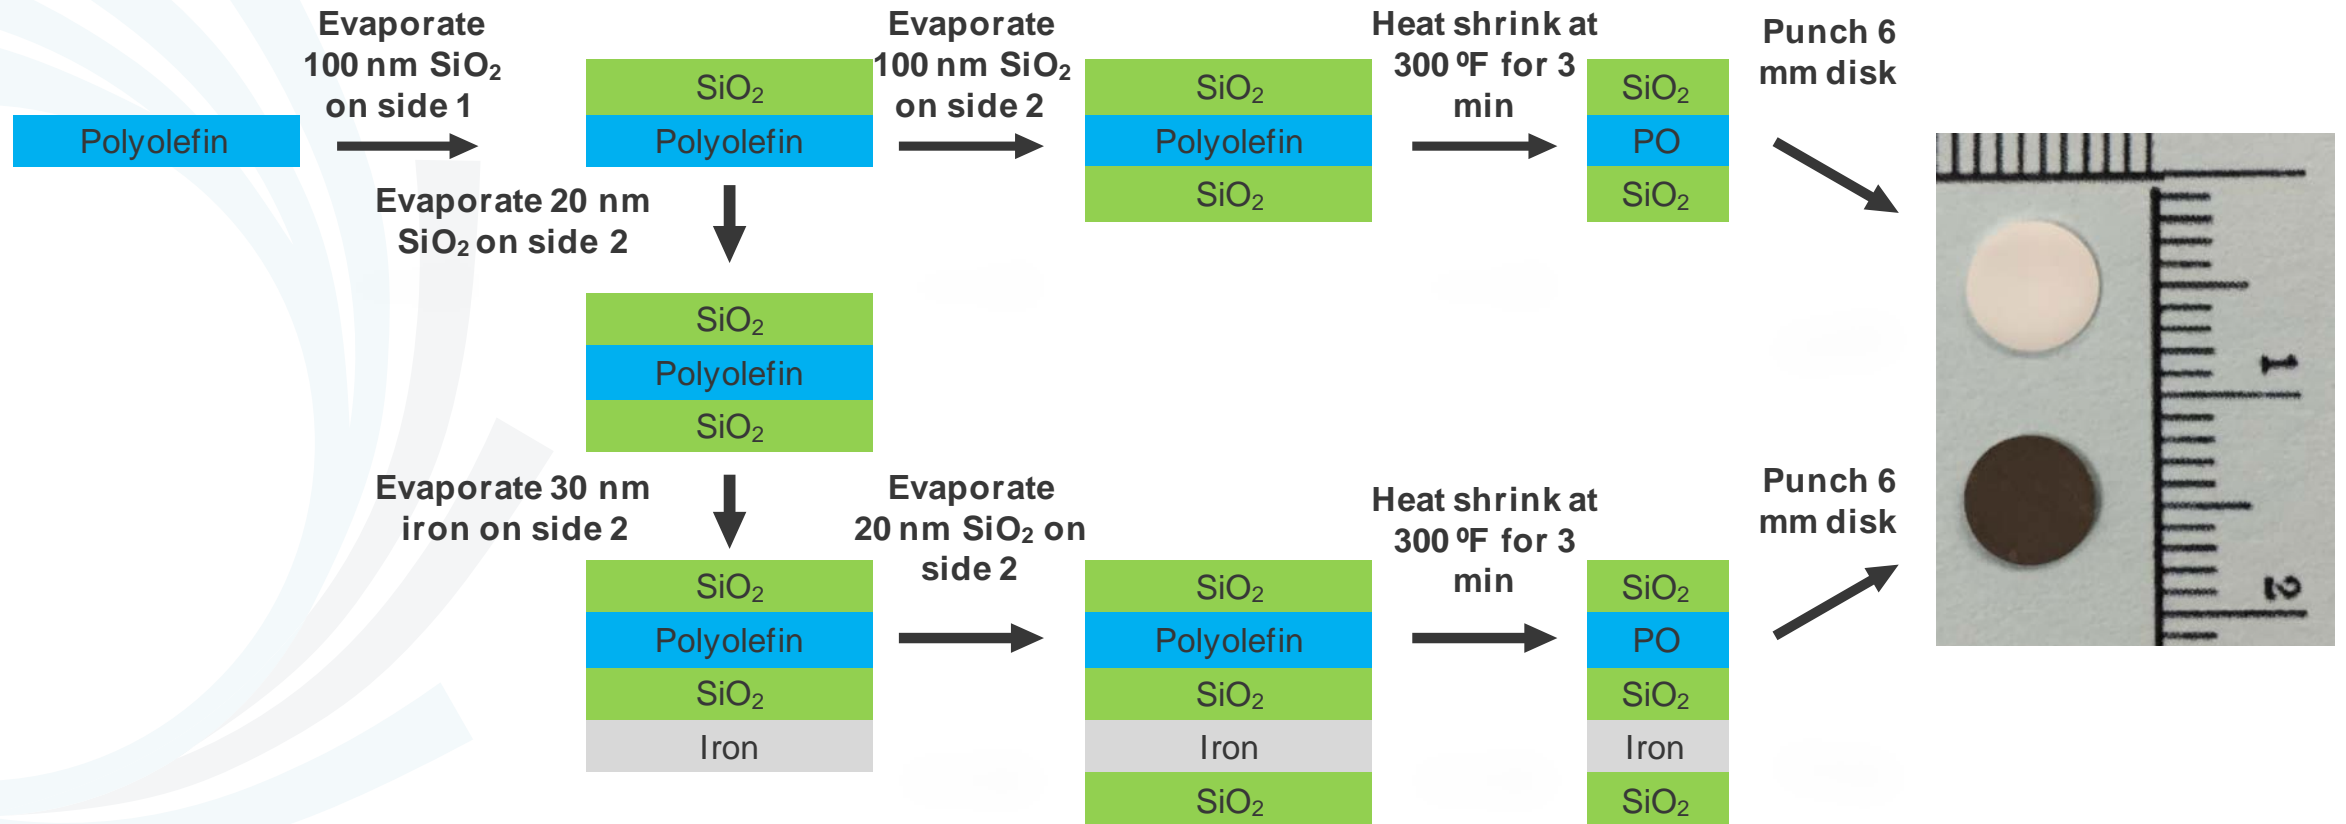 Evaporate
100 nm SiO₂
on side 1
Evaporate
100 nm SiO₂
on side 2
Heat shrink at
300 ºF for 3
min
Punch 6
mm disk
Polyolefin
SiO₂
Polyolefin
SiO₂
Polyolefin
SiO₂
SiO₂
PO
SiO₂
Evaporate 20 nm
SiO₂ on side 2
SiO₂
Polyolefin
SiO₂
1
2
Evaporate 30 nm
iron on side 2
Evaporate
20 nm SiO₂ on
side 2
Heat shrink at
300 ºF for 3
min
Punch 6
mm disk
SiO₂
Polyolefin
SiO₂
Iron
SiO₂
Polyolefin
SiO₂
Iron
SiO₂
SiO₂
PO
SiO₂
Iron
SiO₂